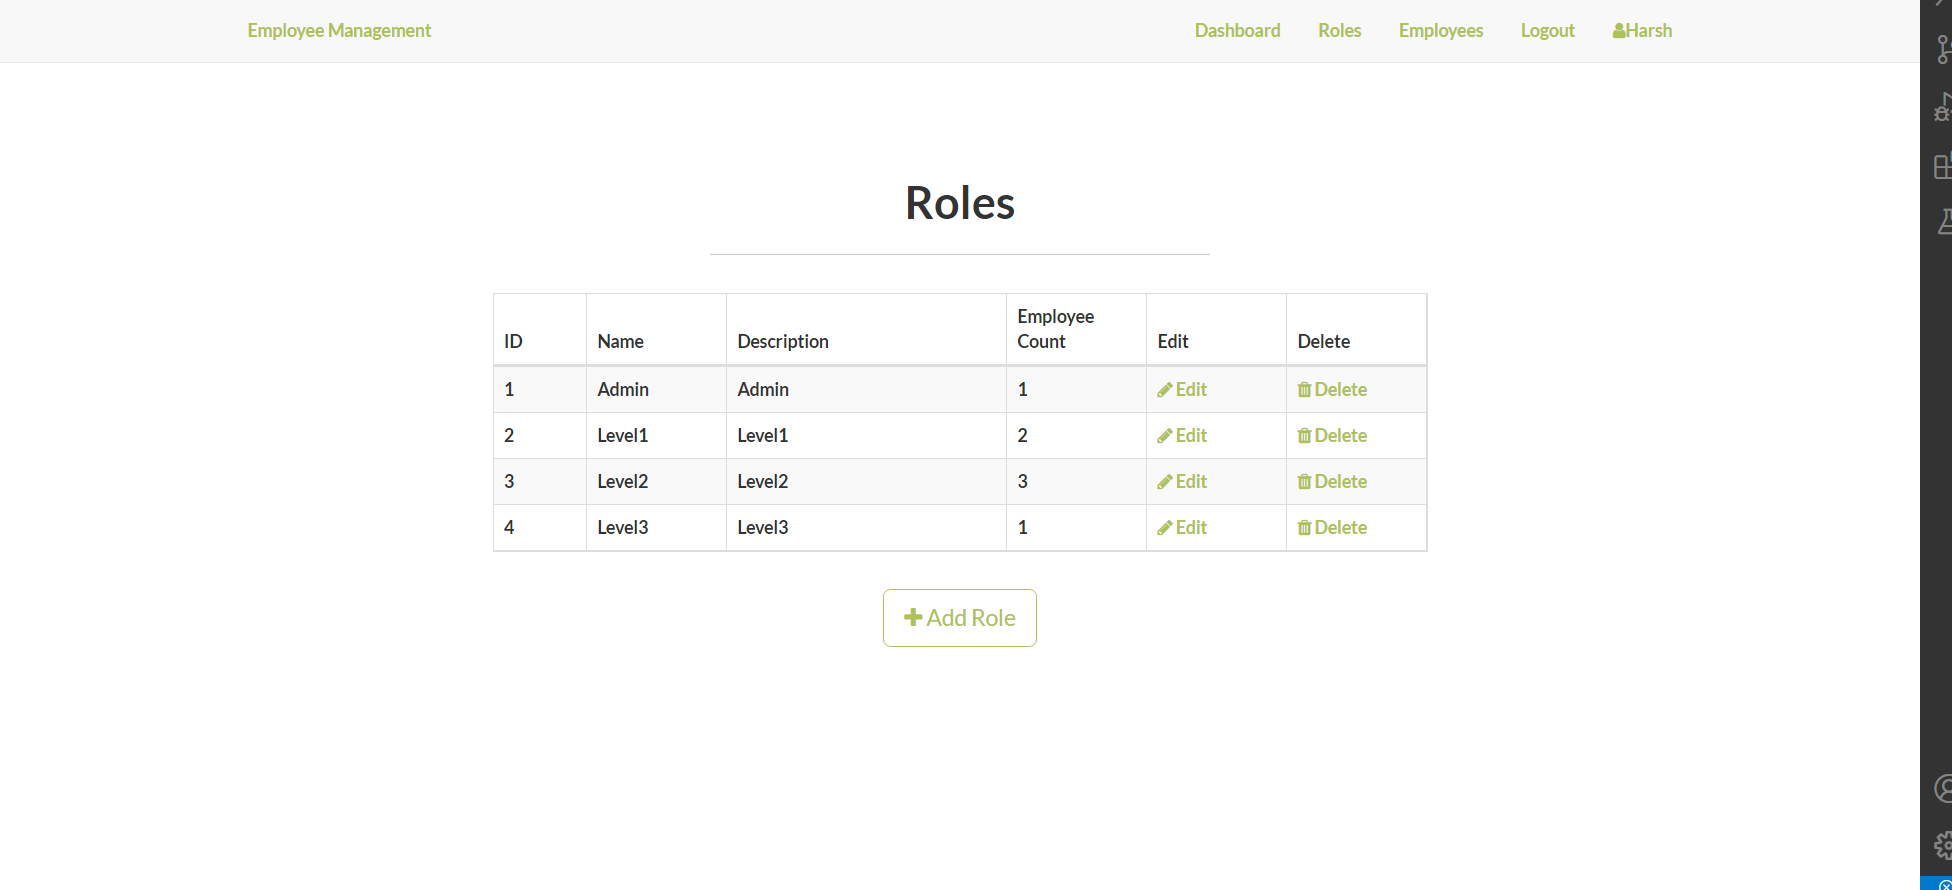 Employee Management Dashboard Roles Employees Logout Harsh
Roles
ID Name Description Employee Count Edit Delete
1 Admin Admin 1 Edit Delete
2 Level1 Level1 2 Edit Delete
3 Level2 Level2 3 Edit Delete
4 Level3 Level3 1 Edit Delete
Add Role